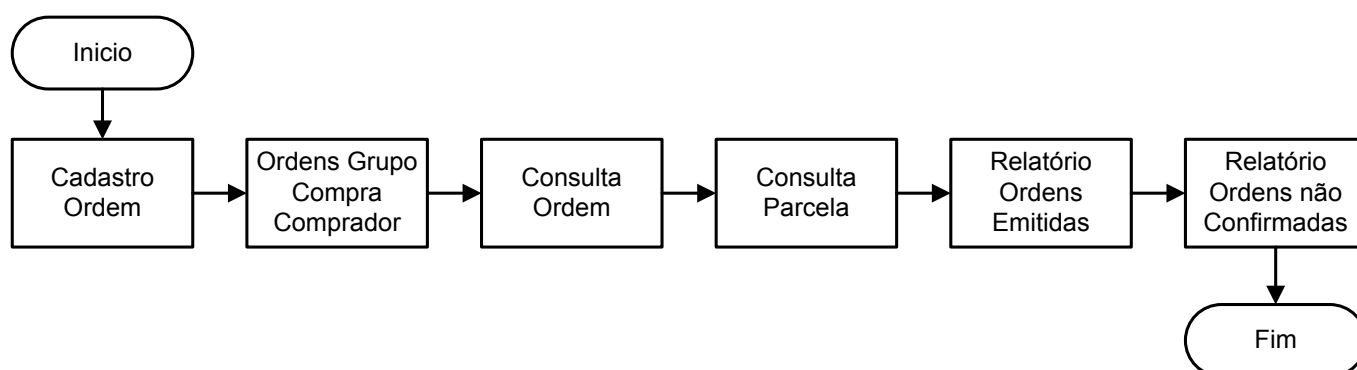 Inicio
Cadastro
Ordem
Ordens Grupo
Compra
Comprador
Consulta
Ordem
Consulta
Parcela
Relatório
Ordens
Emitidas
Relatório
Ordens não
Confirmadas
Fim